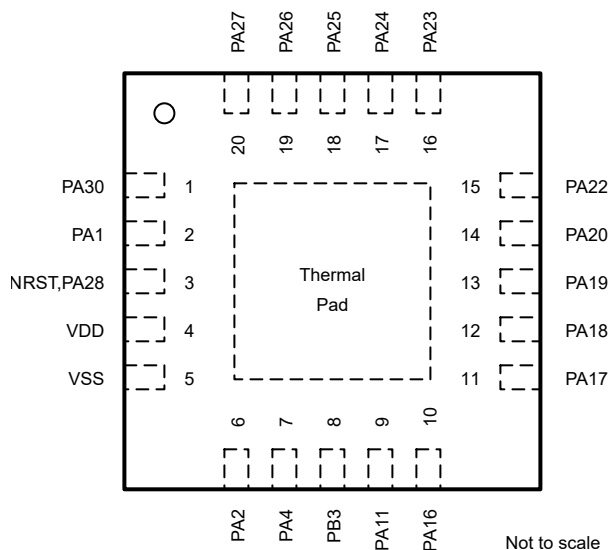 PA27 PA26 PA25 PA24 PA23
20 19 18 17 16
PA30 1 15 PA22
PA1 2 14 PA20
NRST,PA28 3 13 PA19
Thermal
Pad
VDD 4 12 PA18
VSS 5 11 PA17
6 7 8 9 10
PA2 PA4 PB3 PA11 PA16
Not to scale